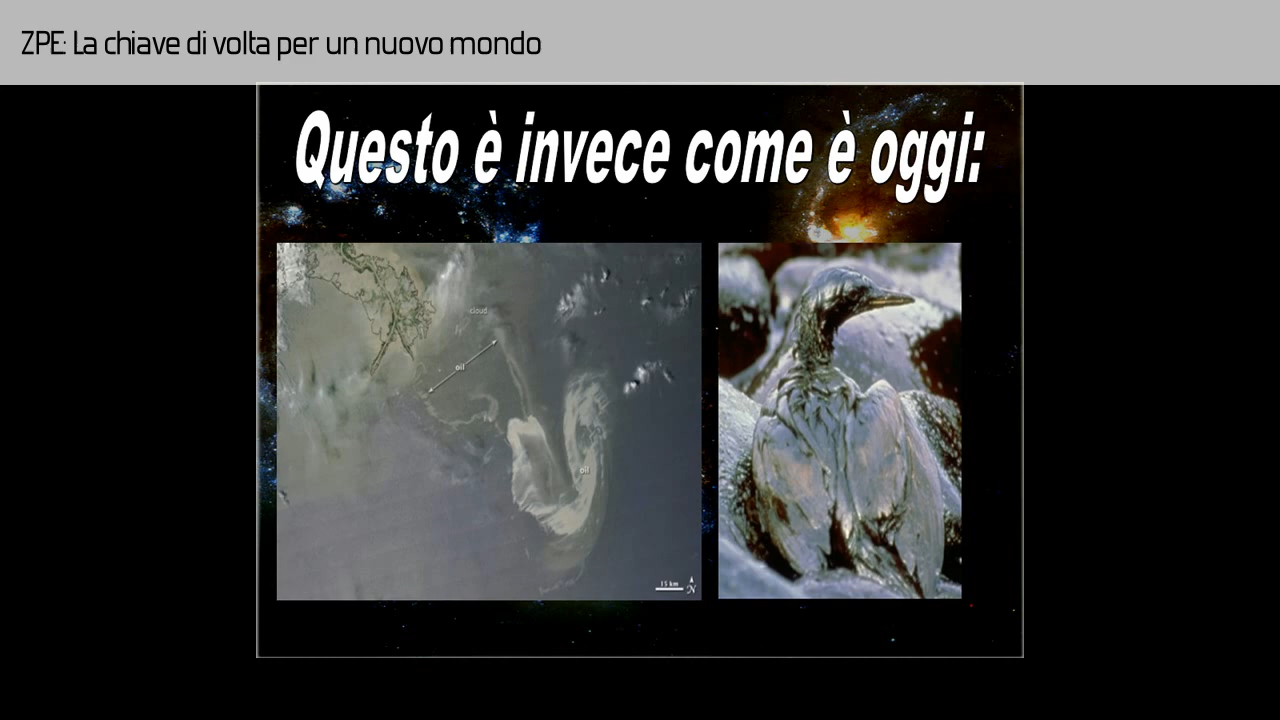 ZPE: La chiave di volta per un nuovo mondo
Questo è invece come è oggi:
cloud
oil
oil
15 km
N